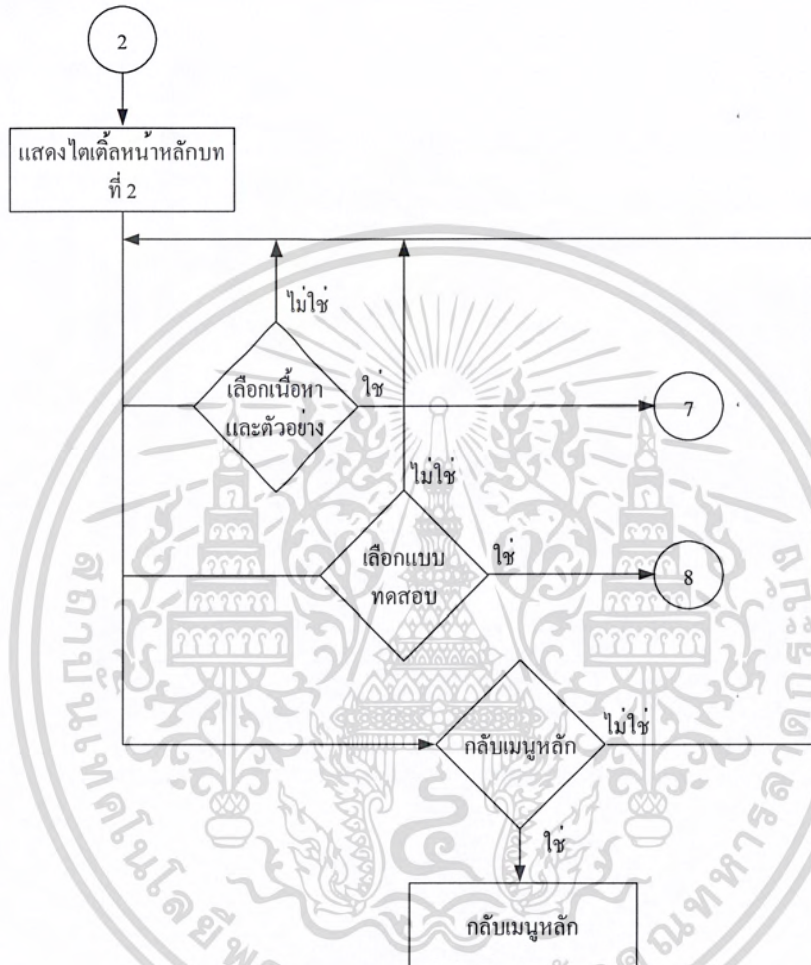 2
แสดงไตเติ้ลหน้าหลักบท
ที่ 2
ไม่ใช่
เลือกเนื้อหา
และตัวอย่าง
ใช่
7
ไม่ใช่
เลือกแบบ
ทดสอบ
ใช่
8
กลับเมนูหลัก
ไม่ใช่
ใช่
กลับเมนูหลัก